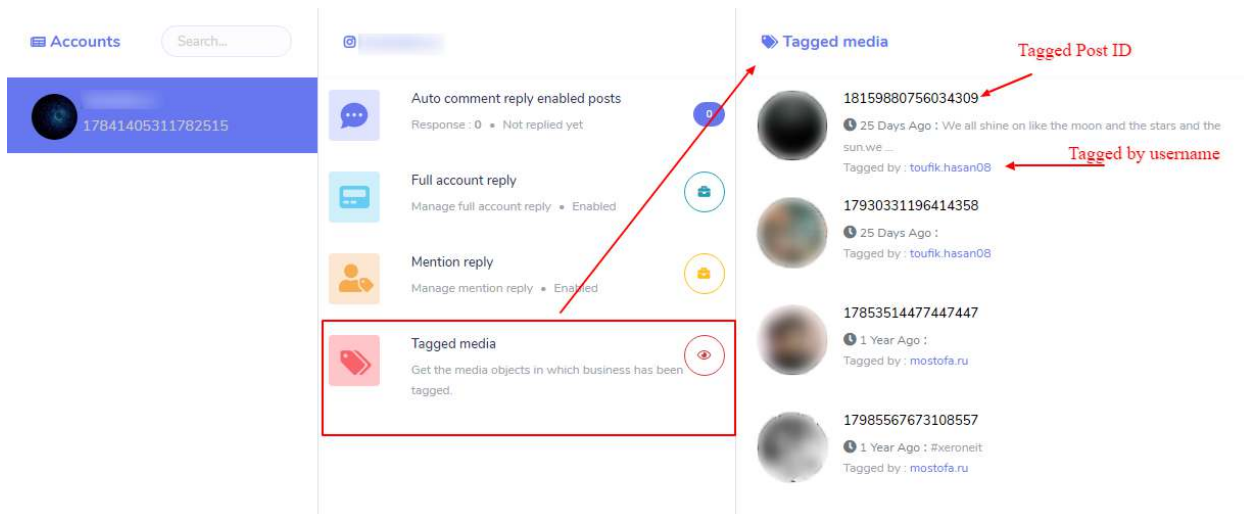 Accounts
Search...
17841405311782515
Auto comment reply enabled posts
Response : 0 • Not replied yet
0
Full account reply
Manage full account reply • Enabled
Mention reply
Manage mention reply • Enabled
Tagged media
Get the media objects in which business has been
tagged.
Tagged media
Tagged Post ID
18159880756034309
25 Days Ago : We all shine on like the moon and the stars and the
sun.we ...
Tagged by username
Tagged by : toufik.hasan08
17930331196414358
25 Days Ago :
Tagged by : toufik.hasan08
17853514477447447
1 Year Ago :
Tagged by : mostofa.ru
17985567673108557
1 Year Ago : #xeroneit
Tagged by : mostofa.ru